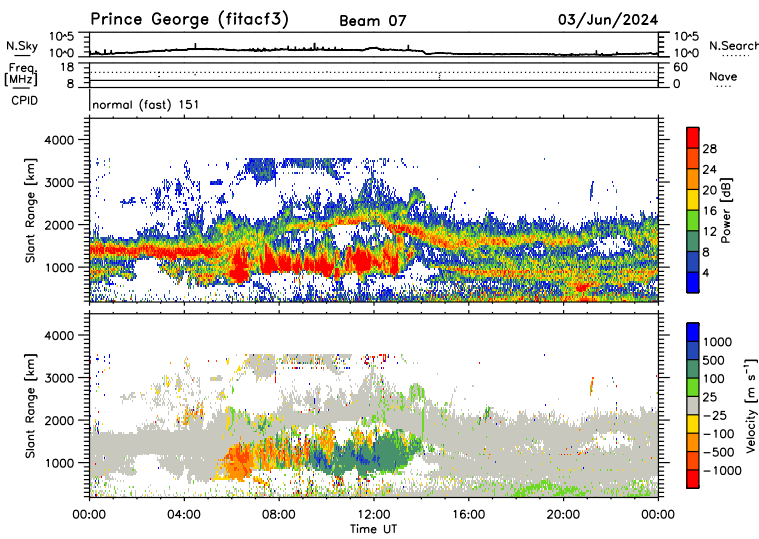 Prince George (fitacf3) Beam 07 03/Jun/2024
N.Sky 10^5 10^0 10^5 10^0 N.Search
Freq [MHz] 18 8 60 0 Nave
CPID normal (fast) 151
Slant Range [km] 4000 3000 2000 1000
28 24 20 16 12 8 4 Power [dB]
Slant Range [km] 4000 3000 2000 1000
1000 500 100 25 −25 −100 −500 −1000 Velocity [m s⁻¹]
00:00 04:00 08:00 12:00 16:00 20:00 00:00
Time UT